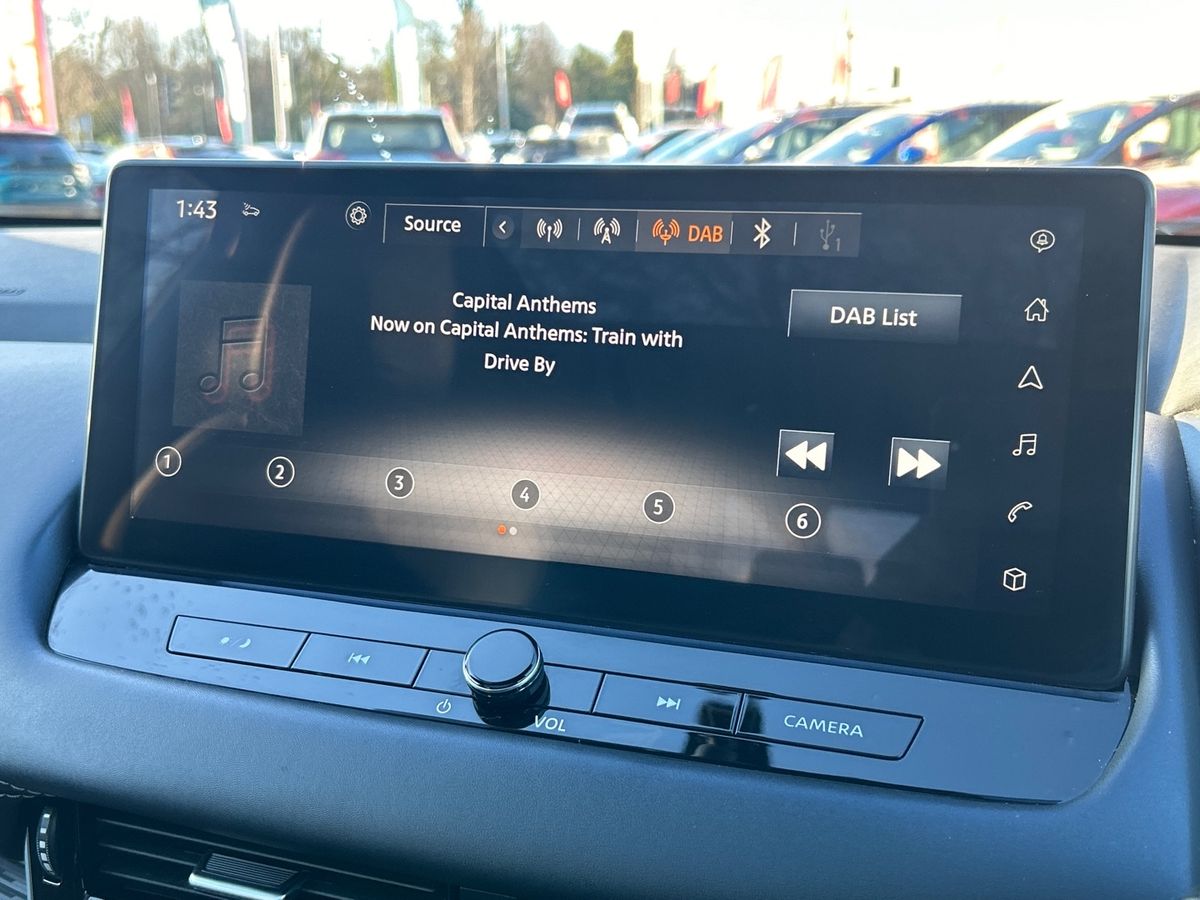 1:43
Source
DAB
1
Capital Anthems
Now on Capital Anthems: Train with
Drive By
DAB List
1
2
3
4
5
6
VOL
CAMERA